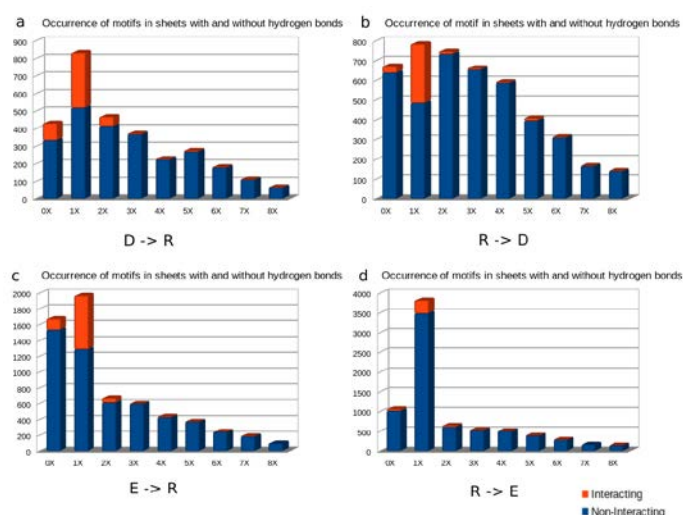 a Occurrence of motifs in sheets with and without hydrogen bonds
900
800
700
600
500
400
300
200
100
0
0X 1X 2X 3X 4X 5X 6X 7X 8X
D -> R
b Occurrence of motif in sheets with and without hydrogen bonds
800
700
600
500
400
300
200
100
0
0X 1X 2X 3X 4X 5X 6X 7X 8X
R -> D
c Occurrence of motifs in sheets with and without hydrogen bonds
2000
1800
1600
1400
1200
1000
800
600
400
200
0
0X 1X 2X 3X 4X 5X 6X 7X 8X
E -> R
d Occurrence of motifs in sheets with and without hydrogen bonds
4000
3500
3000
2500
2000
1500
1000
500
0
0X 1X 2X 3X 4X 5X 6X 7X 8X
R -> E
Interacting
Non-Interacting